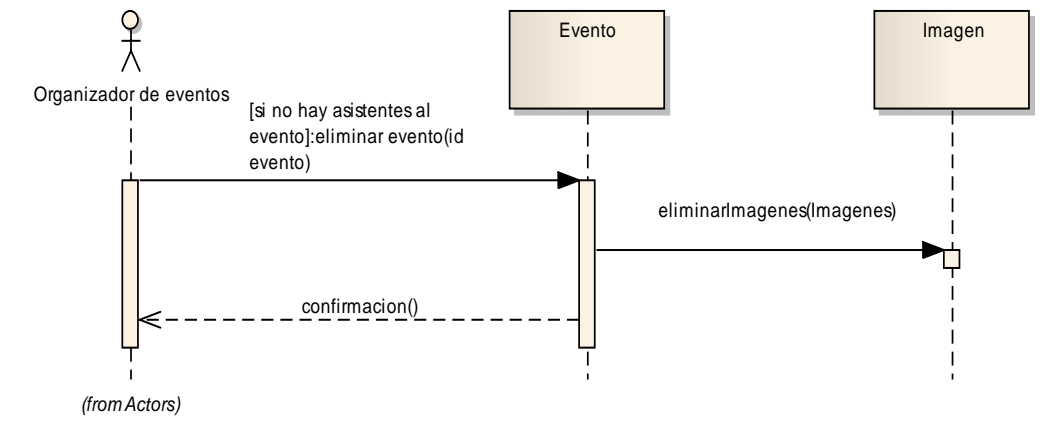 Evento
Imagen
Organizador de eventos
[si no hay asistentes al
evento]:eliminar evento(id
evento)
eliminarImagenes(Imagenes)
confirmacion()
(from Actors)